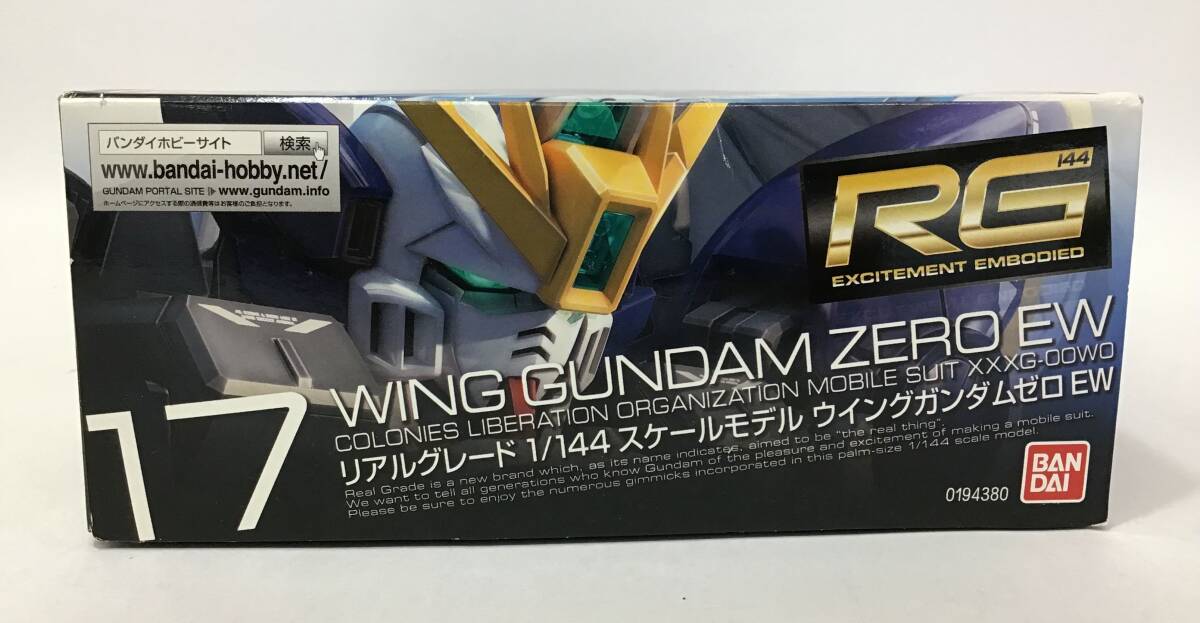 バンダイホビーサイト 検索
www.bandai-hobby.net/
GUNDAM PORTAL SITE www.gundam.info
ホームページにアクセスする際の通信費等はお客様のご負担となります。
144
RG
EXCITEMENT EMBODIED
17
WING GUNDAM ZERO EW
COLONIES LIBERATION ORGANIZATION MOBILE SUIT XXXG-00W0
リアルグレード 1/144 スケールモデル ウイングガンダムゼロ EW
Real Grade is a new brand which, as its name indicates, aimed to be "the real thing".
We want to tell all generations who know Gundam of the pleasure and excitement of making a mobile suit.
Please be sure to enjoy the numerous gimmicks incorporated in this palm-size 1/144 scale model.
0194380
BAN
DAI